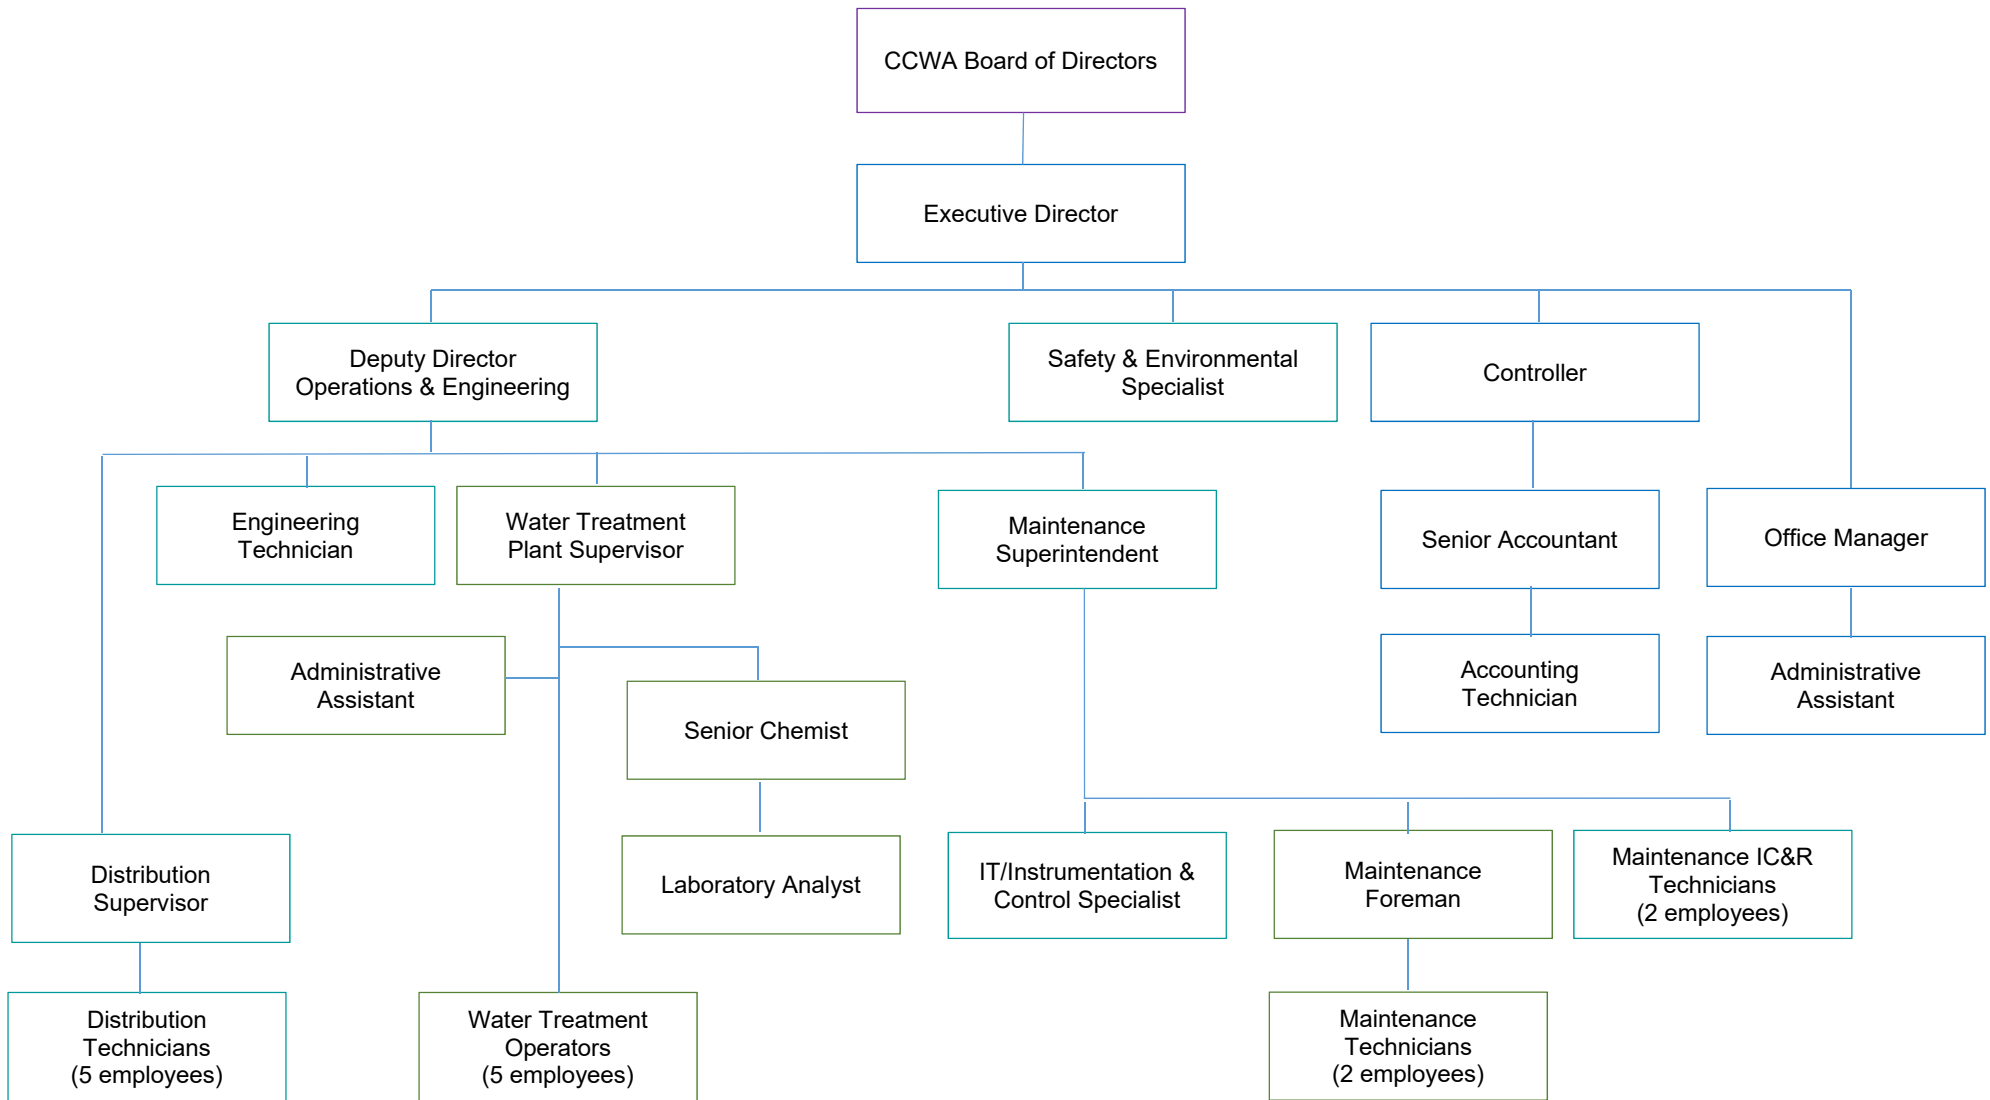 CCWA Board of Directors
Executive Director
Deputy Director
Operations & Engineering
Safety & Environmental
Specialist
Controller
Engineering
Technician
Water Treatment
Plant Supervisor
Maintenance
Superintendent
Senior Accountant
Office Manager
Administrative
Assistant
Senior Chemist
Accounting
Technician
Administrative
Assistant
Distribution
Supervisor
Laboratory Analyst
IT/Instrumentation &
Control Specialist
Maintenance
Foreman
Maintenance IC&R
Technicians
(2 employees)
Distribution
Technicians
(5 employees)
Water Treatment
Operators
(5 employees)
Maintenance
Technicians
(2 employees)